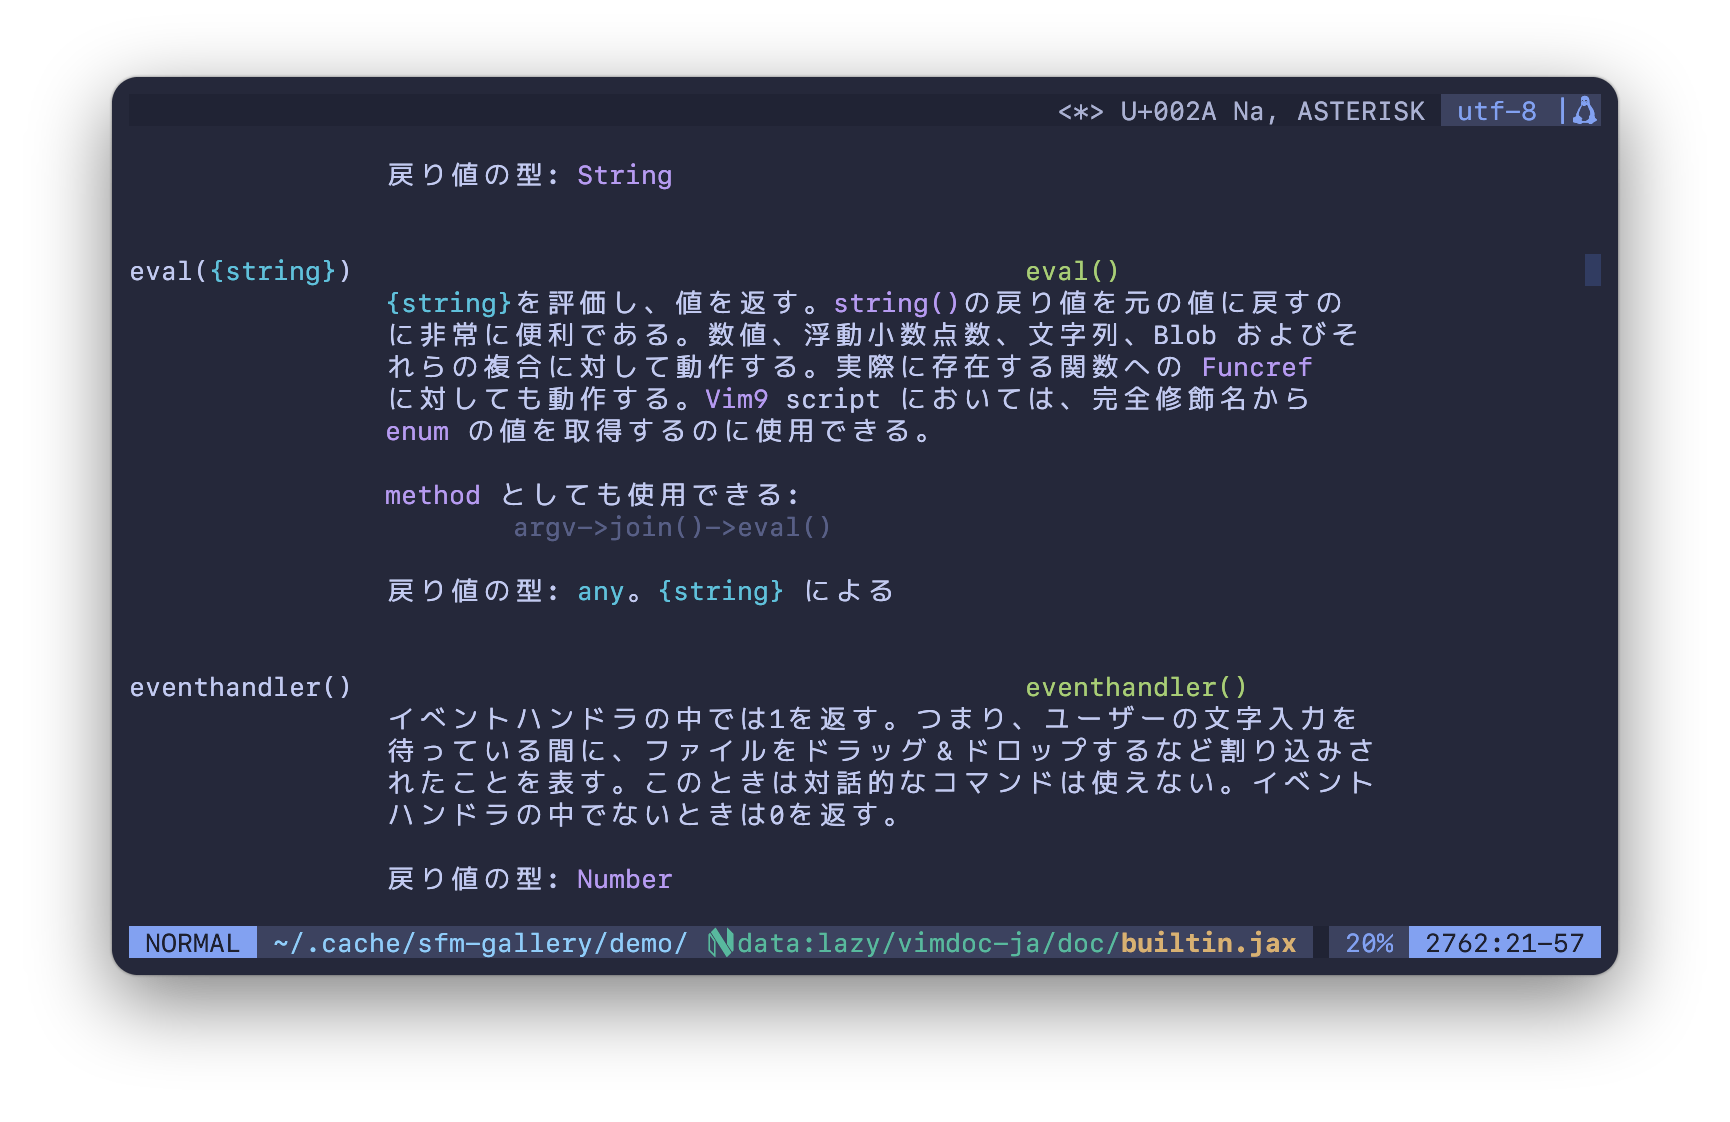 <*> U+002A Na, ASTERISK utf-8 |
戻り値の型: String
eval({string}) eval()
{string}を評価し、値を返す。string()の戻り値を元の値に戻すの
に非常に便利である。数値、浮動小数点数、文字列、Blob およびそ
れらの複合に対して動作する。実際に存在する関数への Funcref
に対しても動作する。Vim9 script においては、完全修飾名から
enum の値を取得するのに使用できる。
method としても使用できる:
argv->join()->eval()
戻り値の型: any。{string} による
eventhandler() eventhandler()
イベントハンドラの中では1を返す。つまり、ユーザーの文字入力を
待っている間に、ファイルをドラッグ＆ドロップするなど割り込みさ
れたことを表す。このときは対話的なコマンドは使えない。イベント
ハンドラの中でないときは0を返す。
戻り値の型: Number
NORMAL ~/.cache/sfm-gallery/demo/ data:lazy/vimdoc-ja/doc/builtin.jax 20% 2762:21-57